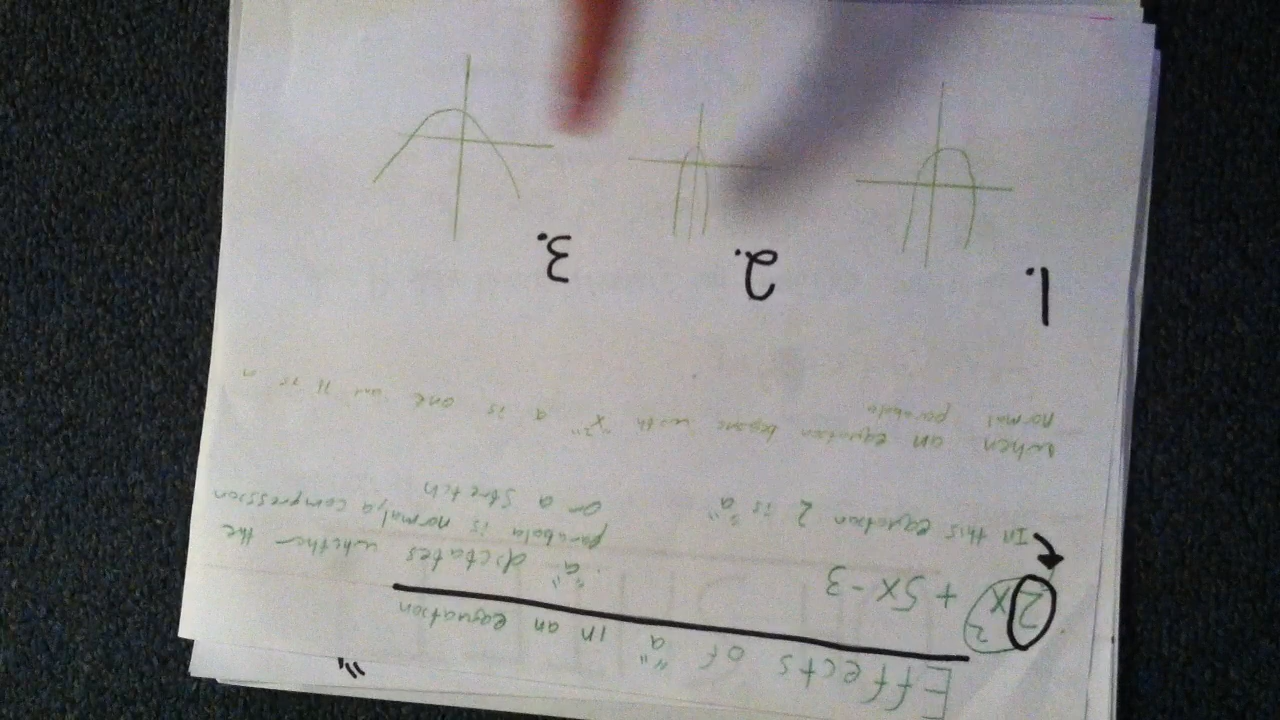 Effects of "a" in an equation
2x² + 5x-3
"a" dictates whether the
parabola is normal, a compression
or a stretch
In this equation 2 is "a"
when an equation begins with "x²" a is one and it is a
normal parabola
1.
2.
3.